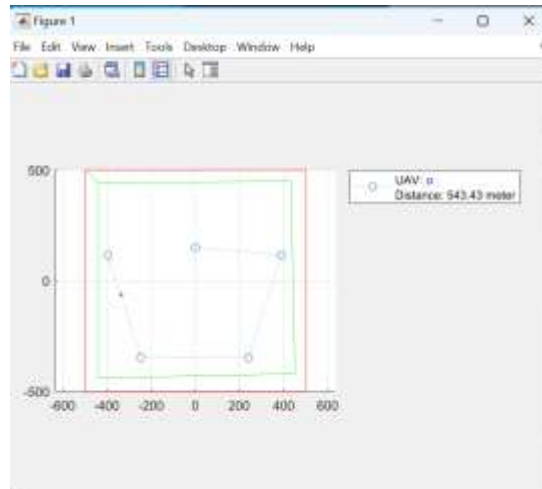 Figure 1
File Edit View Insert Tools Desktop Window Help
500
0
-500
-600 -400 -200 0 200 400 600
UAV:
Distance: 543.43 meter